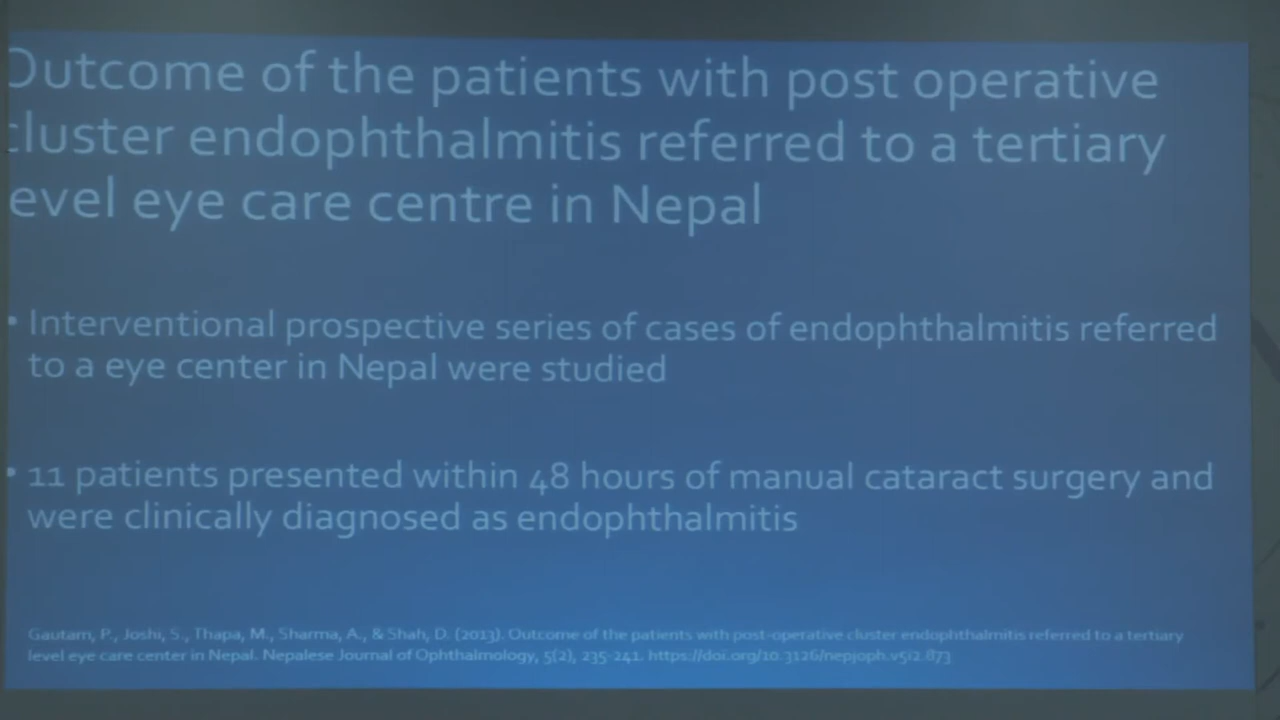 Outcome of the patients with post operative
cluster endophthalmitis referred to a tertiary
evel eye care centre in Nepal
• Interventional prospective series of cases of endophthalmitis referred
to a eye center in Nepal were studied
• 11 patients presented within 48 hours of manual cataract surgery and
were clinically diagnosed as endophthalmitis
Gautam, P., Joshi, S., Thapa, M., Sharma, A., & Shah, D. (2013). Outcome of the patients with post-operative cluster endophthalmitis referred to a tertiary
level eye care center in Nepal. Nepalese Journal of Ophthalmology, 5(2), 235-241. https://doi.org/10.3126/nepjoph.v5i2.873